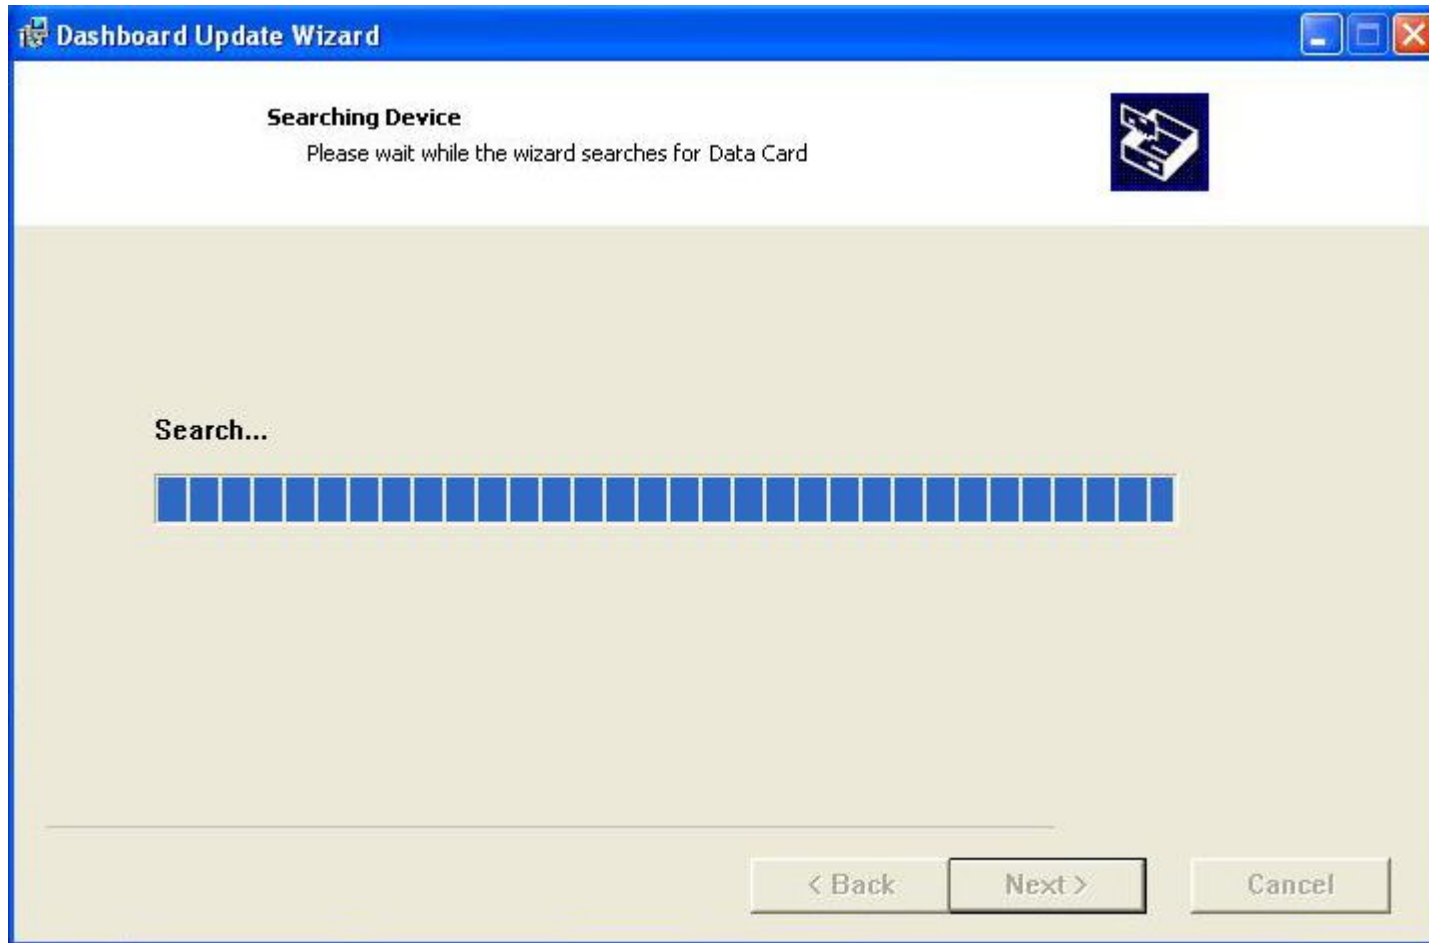 Dashboard Update Wizard
Searching Device
Please wait while the wizard searches for Data Card
Search...
< Back Next > Cancel